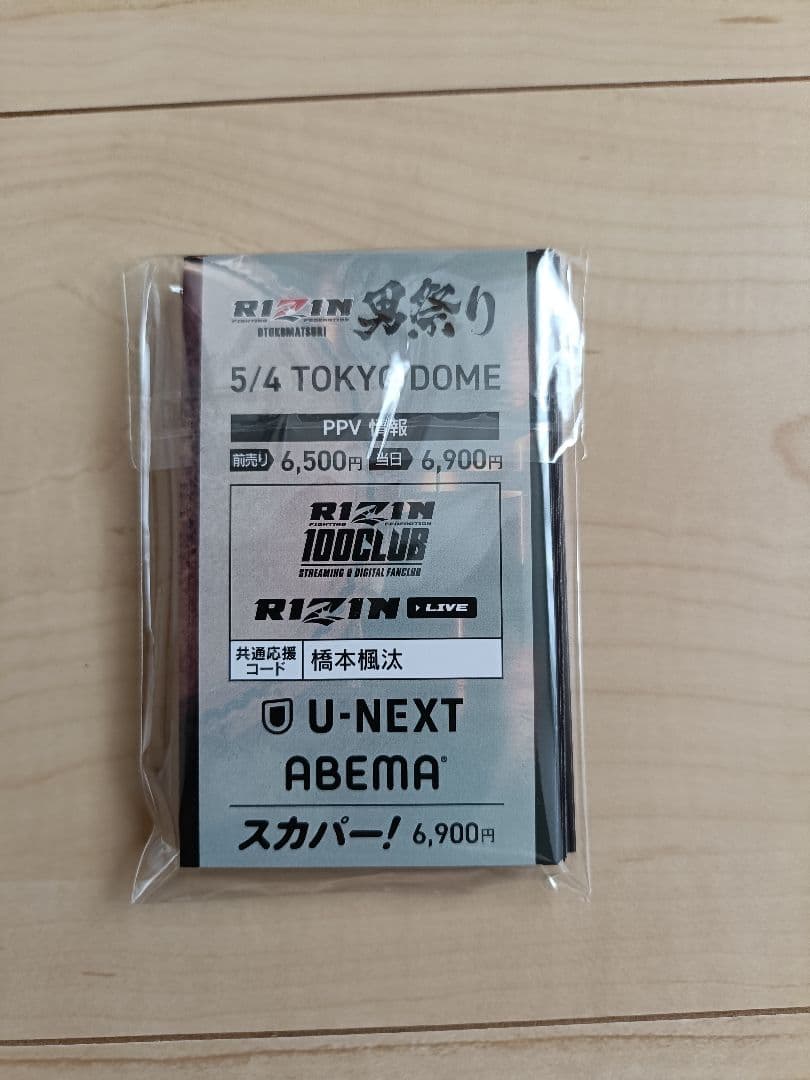 RIZIN 男祭り
FIGHTING FEDERATION
OTOKOMATSURI
5/4 TOKYO DOME
PPV 情報
前売り 6,500円 当日 6,900円
RIZIN
FIGHTING FEDERATION
100CLUB
STREAMING & DIGITAL FANCLUB
RIZIN LIVE
共通応援コード 橋本楓汰
U-NEXT
ABEMA
スカパー! 6,900円